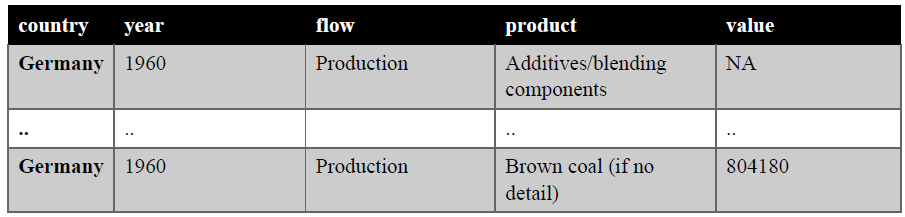 country year flow product value
Germany 1960 Production Additives/blending NA
components
.. .. .. ..
Germany 1960 Production Brown coal (if no 804180
detail)